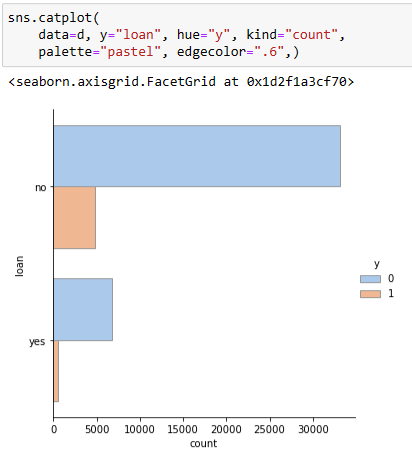 sns.catplot(
    data=d, y="loan", hue="y", kind="count",
    palette="pastel", edgecolor=".6",)
<seaborn.axisgrid.FacetGrid at 0x1d2f1a3cf70>
no
yes
loan
0 5000 10000 15000 20000 25000 30000
count
y
0
1